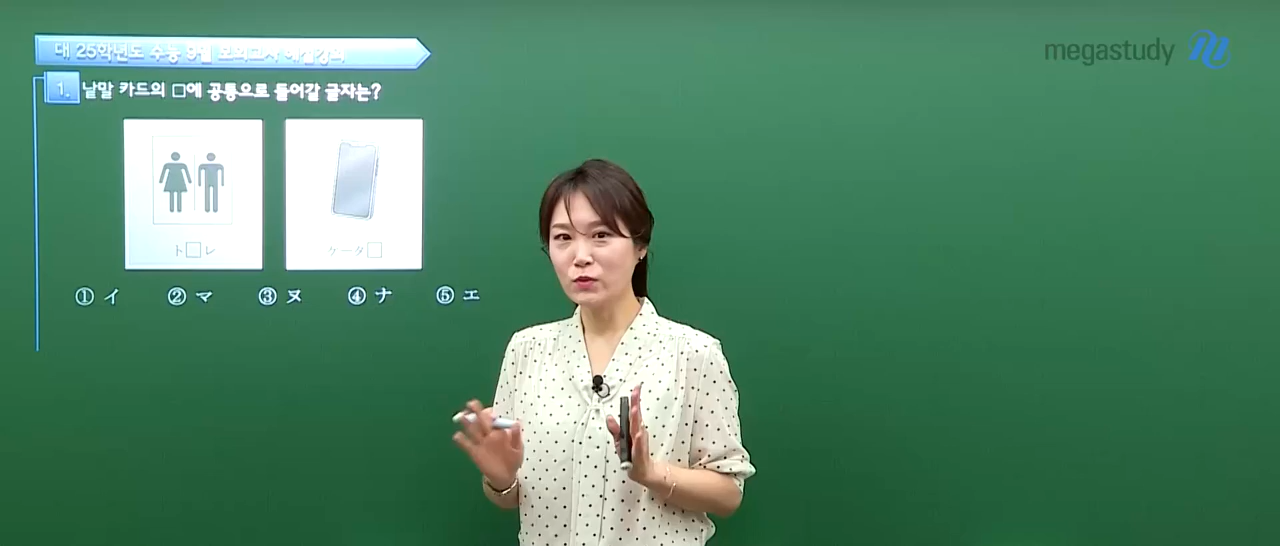 대 25학년도 수능 9월 모의고사 해설강의
megastudy
1. 낱말 카드의 □에 공통으로 들어갈 글자는?
ト□レ
ケータ□
① イ ② マ ③ ヌ ④ ナ ⑤ エ